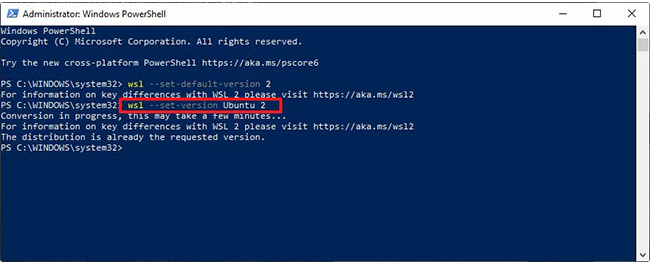 Administrator: Windows PowerShell
Windows PowerShell
Copyright (C) Microsoft Corporation. All rights reserved.
Try the new cross-platform PowerShell https://aka.ms/pscore6
PS C:\WINDOWS\system32> wsl --set-default-version 2
For information on key differences with WSL 2 please visit https://aka.ms/wsl2
PS C:\WINDOWS\system32> wsl --set-version Ubuntu 2
Conversion in progress, this may take a few minutes...
For information on key differences with WSL 2 please visit https://aka.ms/wsl2
The distribution is already the requested version.
PS C:\WINDOWS\system32>